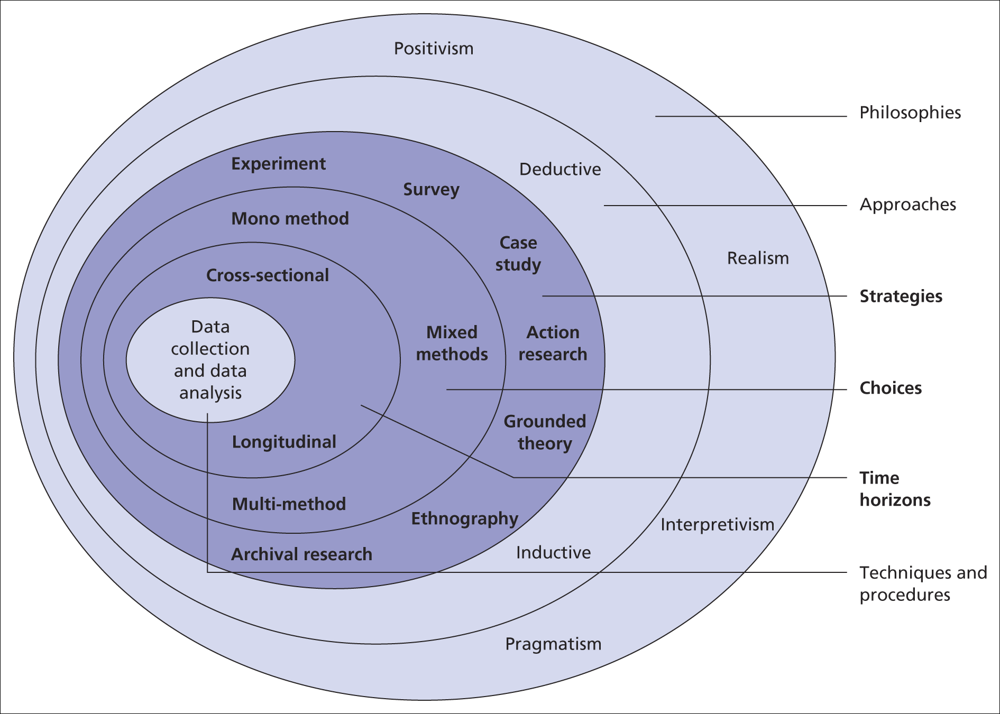 Positivism
Philosophies
Experiment
Deductive
Survey
Approaches
Mono method
Case
study
Realism
Cross-sectional
Strategies
Data
collection
and data
analysis
Mixed
methods
Action
research
Choices
Grounded
theory
Longitudinal
Time
horizons
Multi-method
Ethnography
Interpretivism
Archival research
Inductive
Techniques and
procedures
Pragmatism